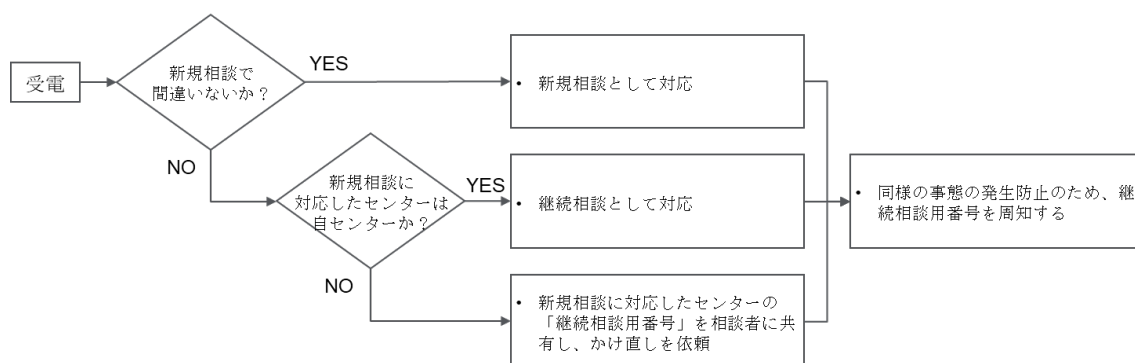 受電
新規相談で
間違いないか？
YES
NO
• 新規相談として対応
新規相談に
対応したセンターは
自センターか？
YES
NO
• 継続相談として対応
• 新規相談に対応したセンターの
「継続相談用番号」を相談者に共
有し、かけ直しを依頼
• 同様の事態の発生防止のため、継
続相談用番号を周知する